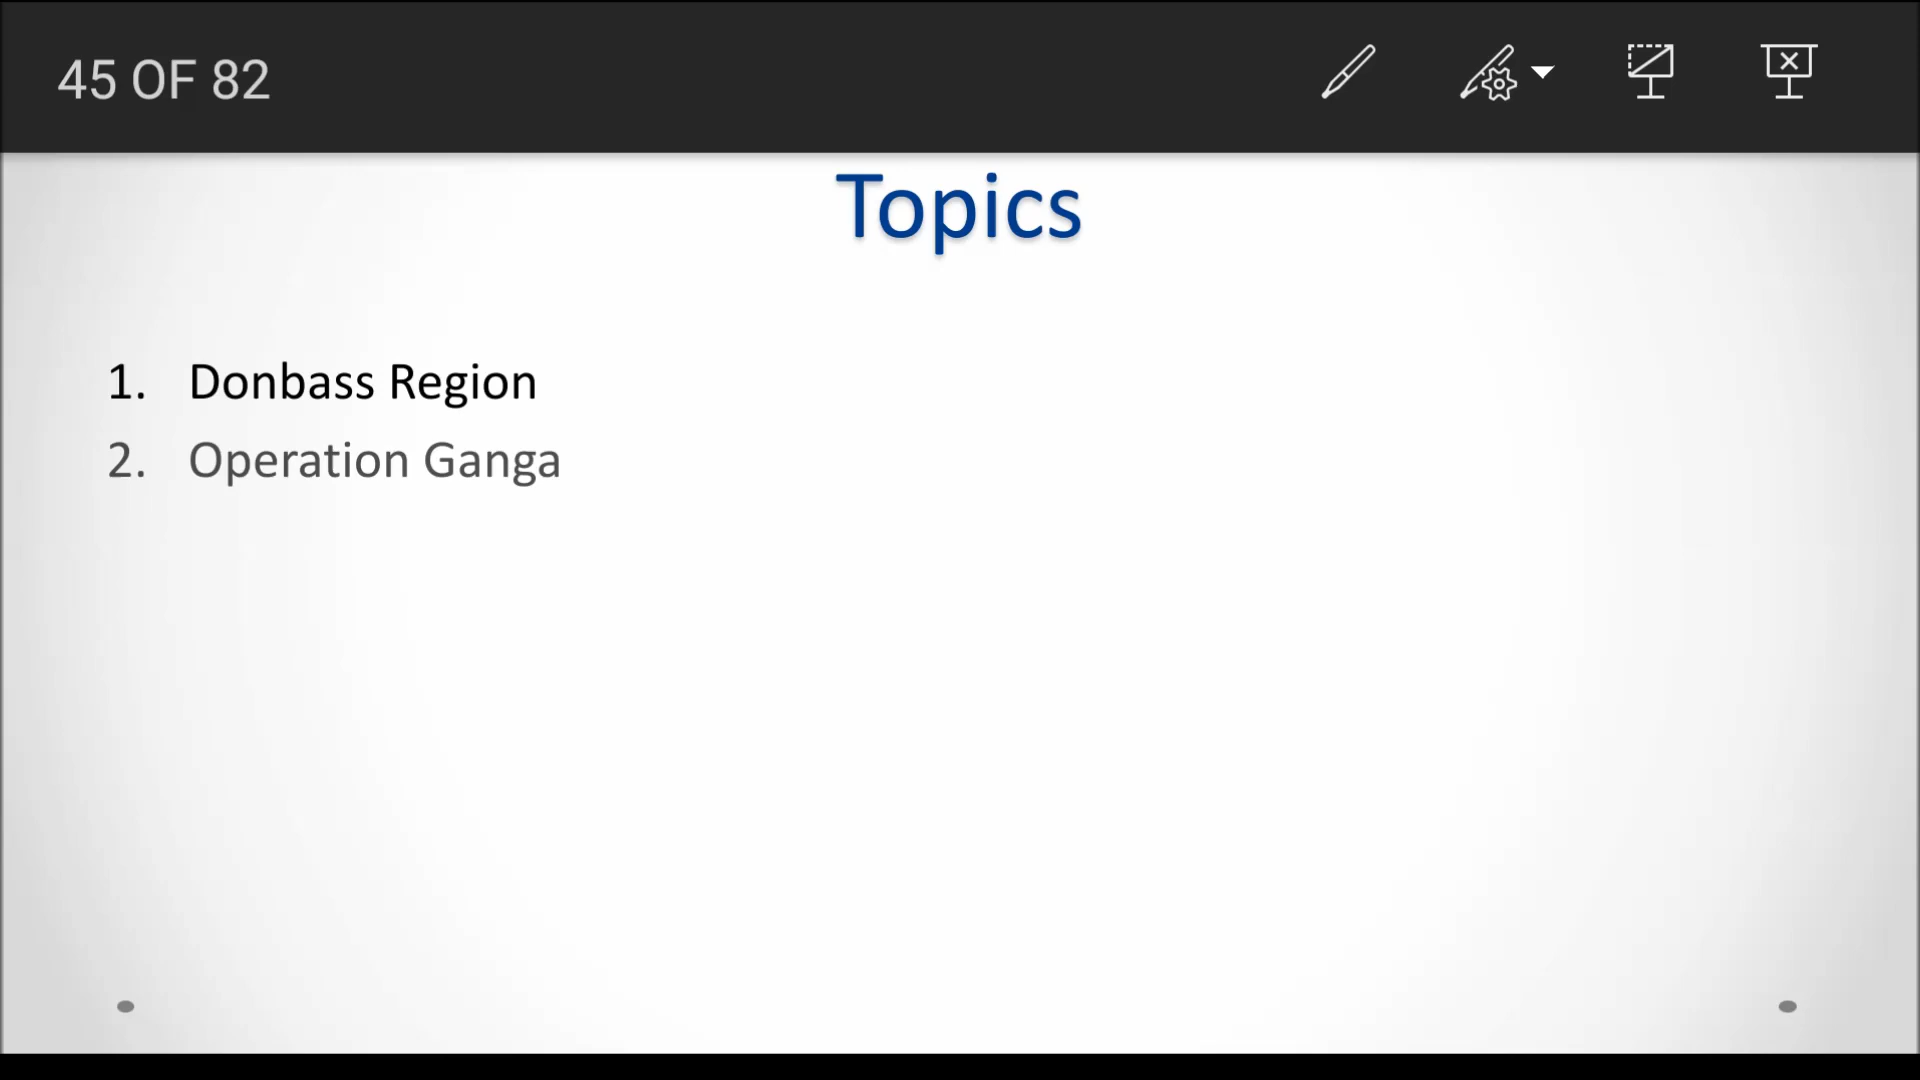 45 OF 82
Topics
1. Donbass Region
2. Operation Ganga